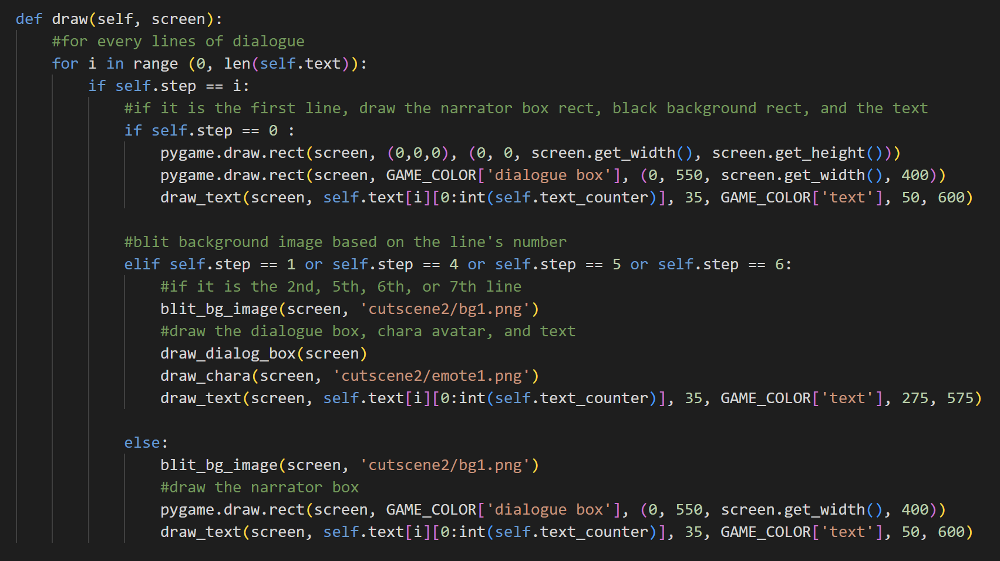 def draw(self, screen):
    #for every lines of dialogue
    for i in range (0, len(self.text)):
        if self.step == i:
            #if it is the first line, draw the narrator box rect, black background rect, and the text
            if self.step == 0 :
                pygame.draw.rect(screen, (0,0,0), (0, 0, screen.get_width(), screen.get_height()))
                pygame.draw.rect(screen, GAME_COLOR['dialogue box'], (0, 550, screen.get_width(), 400))
                draw_text(screen, self.text[i][0:int(self.text_counter)], 35, GAME_COLOR['text'], 50, 600)

            #blit background image based on the line's number
            elif self.step == 1 or self.step == 4 or self.step == 5 or self.step == 6:
                #if it is the 2nd, 5th, 6th, or 7th line
                blit_bg_image(screen, 'cutscene2/bg1.png')
                #draw the dialogue box, chara avatar, and text
                draw_dialog_box(screen)
                draw_chara(screen, 'cutscene2/emote1.png')
                draw_text(screen, self.text[i][0:int(self.text_counter)], 35, GAME_COLOR['text'], 275, 575)

            else:
                blit_bg_image(screen, 'cutscene2/bg1.png')
                #draw the narrator box
                pygame.draw.rect(screen, GAME_COLOR['dialogue box'], (0, 550, screen.get_width(), 400))
                draw_text(screen, self.text[i][0:int(self.text_counter)], 35, GAME_COLOR['text'], 50, 600)